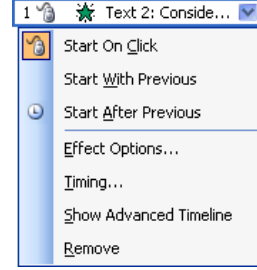 1 Text 2: Conside...
Start On Click
Start With Previous
Start After Previous
Effect Options...
Timing...
Show Advanced Timeline
Remove